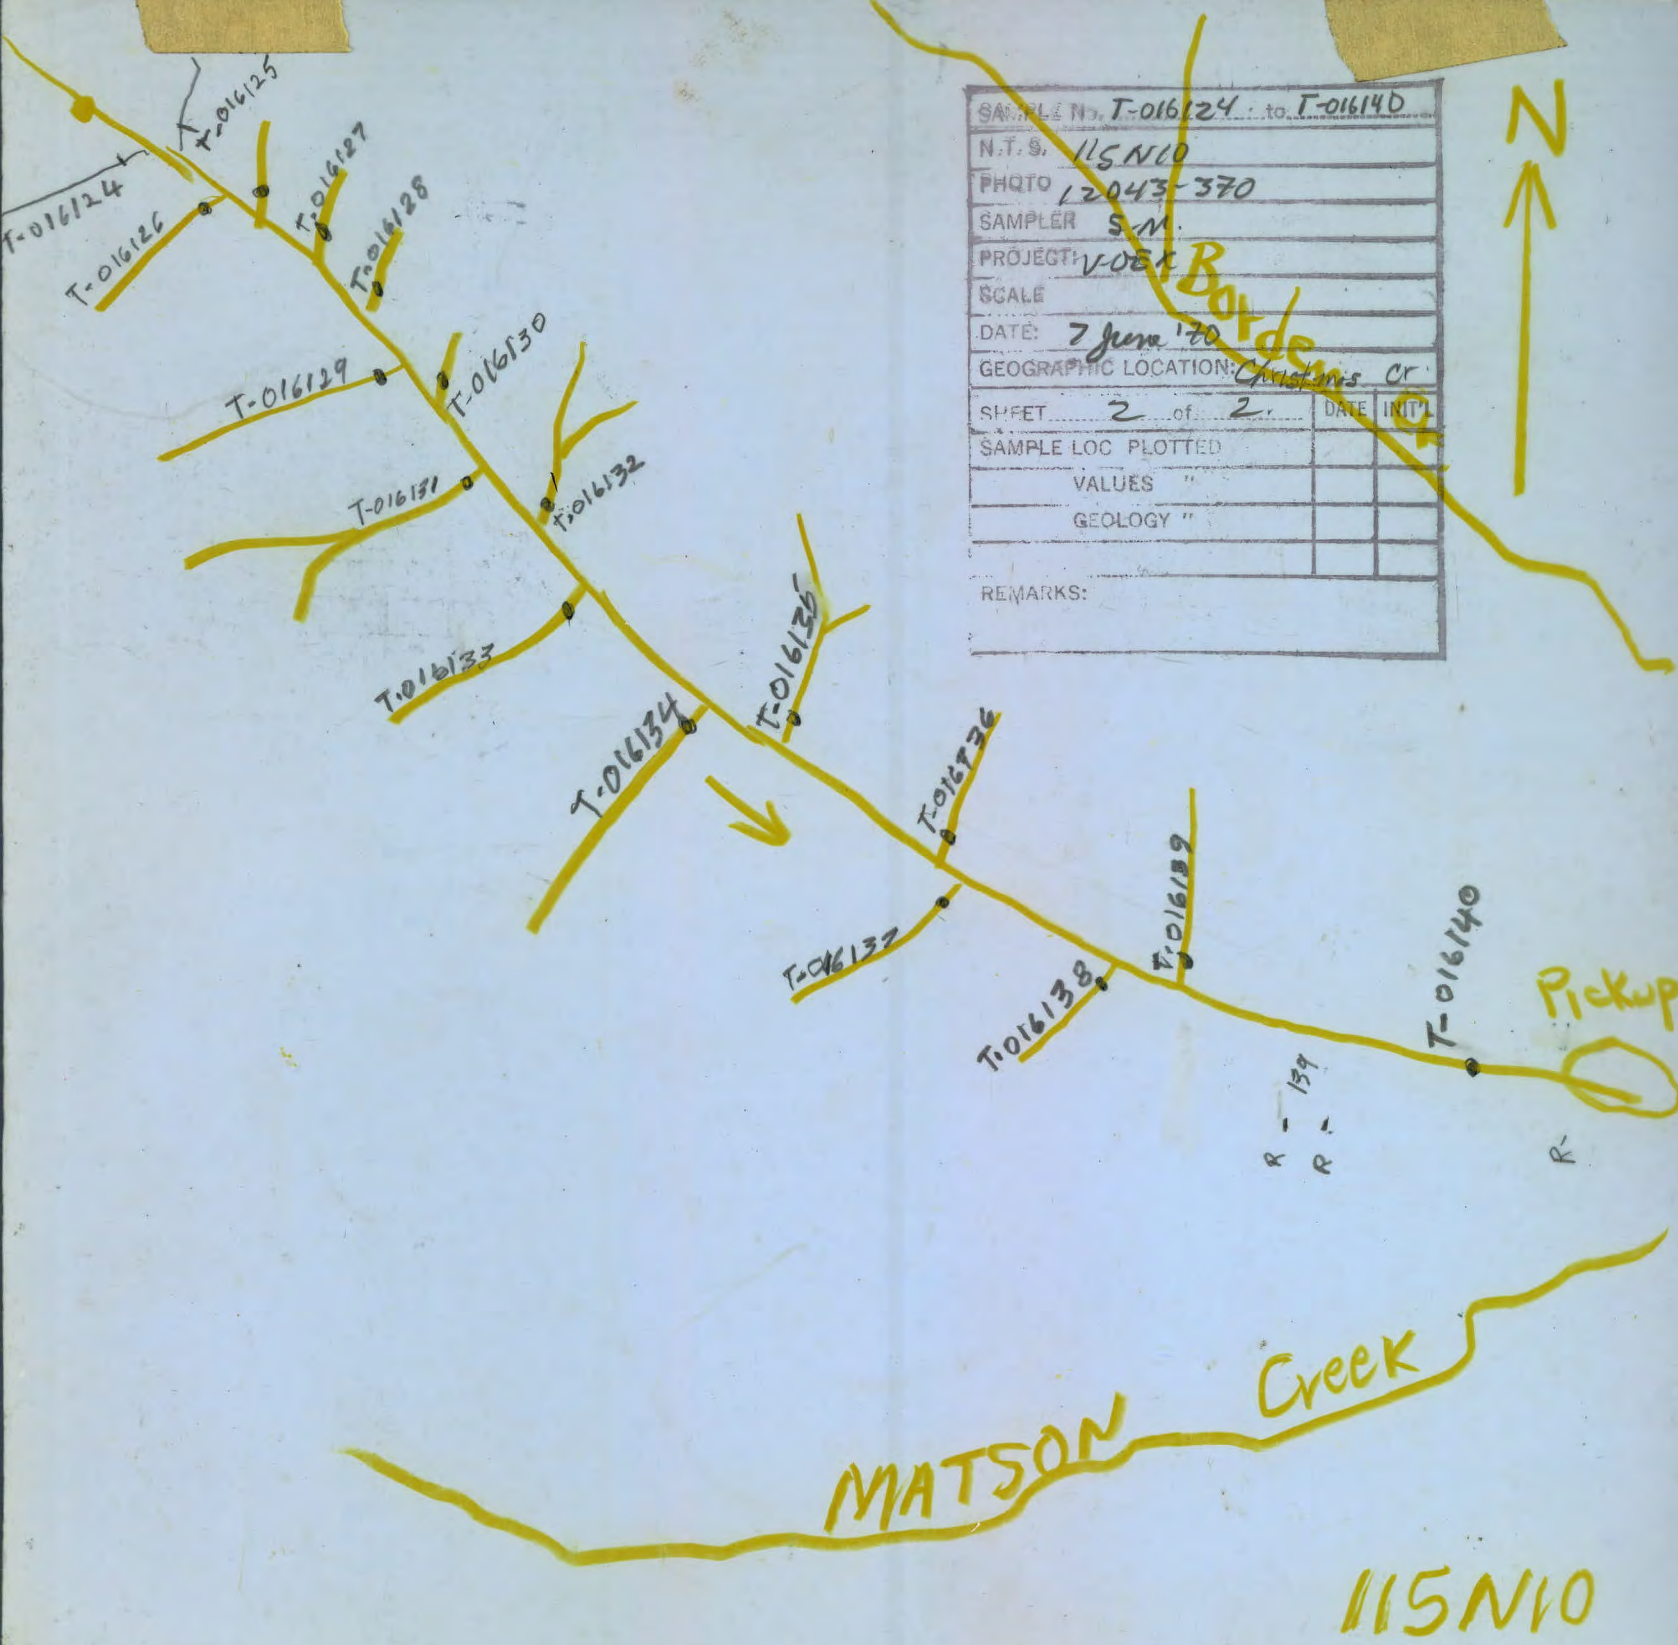 SAMPLE No. T-016124 to T-016140
N.T.S. 115N10
PHOTO 12043-370
SAMPLER S.M.
PROJECT: V-OEX
SCALE
DATE: 7 June '70
GEOGRAPHIC LOCATION: Christmis cr.
SHEET 2 of 2. DATE INIT'L
SAMPLE LOC PLOTTED
VALUES "
GEOLOGY "
REMARKS:
N
Borden Cr
T-016125
T-016124
T-016126
T-016127
T-016128
T-016129
T-016130
T-016131
T-016132
T-016133
T-016134
T-016135
T-016136
T-016137
T-016138
T-016139
T-016140
Pickup
R -
R - 139
R-
MATSON Creek
115N10